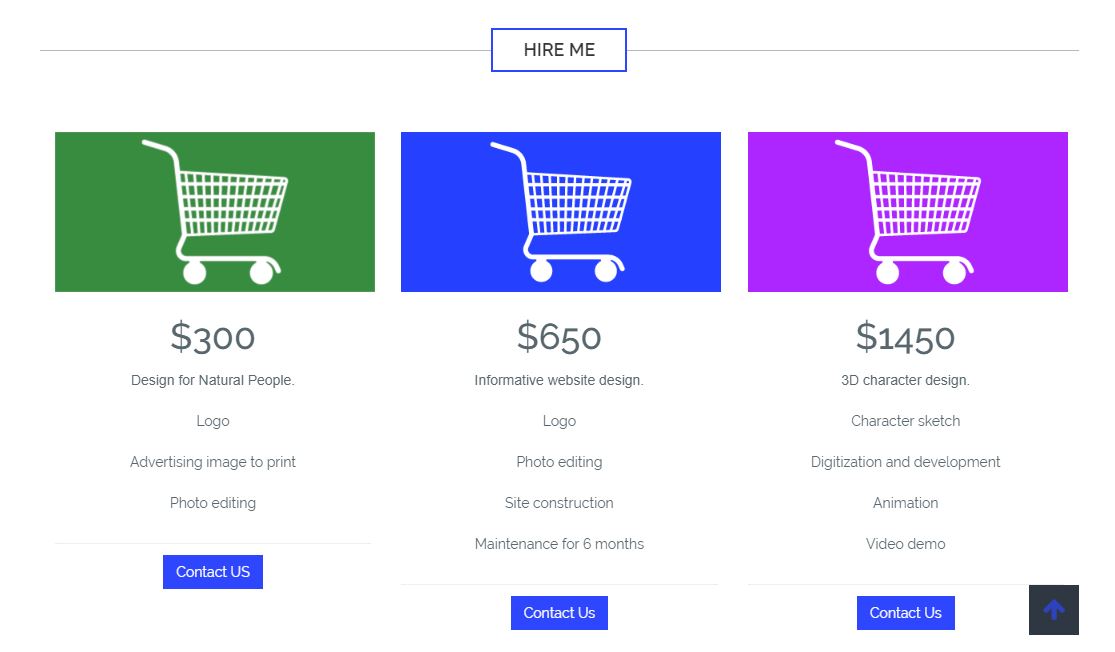 HIRE ME
$300
Design for Natural People.
Logo
Advertising image to print
Photo editing
Contact US
$650
Informative website design.
Logo
Photo editing
Site construction
Maintenance for 6 months
Contact Us
$1450
3D character design.
Character sketch
Digitization and development
Animation
Video demo
Contact Us